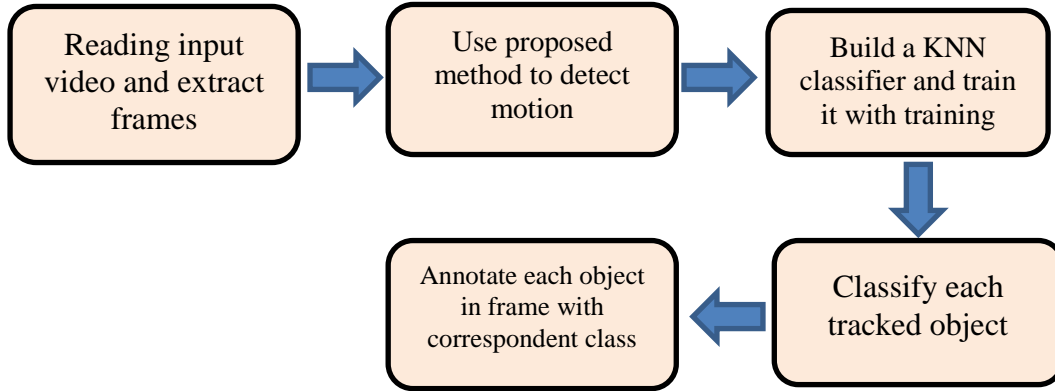 Reading input
video and extract
frames
Use proposed
method to detect
motion
Build a KNN
classifier and train
it with training
Classify each
tracked object
Annotate each object
in frame with
correspondent class